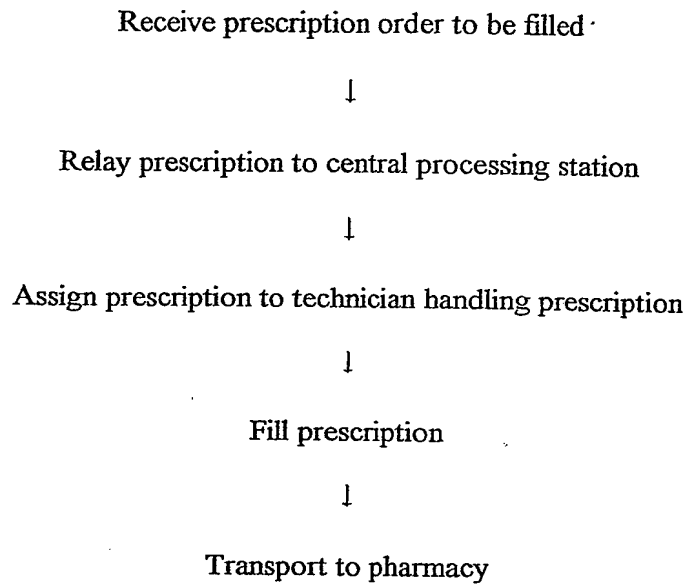 Receive prescription order to be filled
↓
Relay prescription to central processing station
↓
Assign prescription to technician handling prescription
↓
Fill prescription
↓
Transport to pharmacy